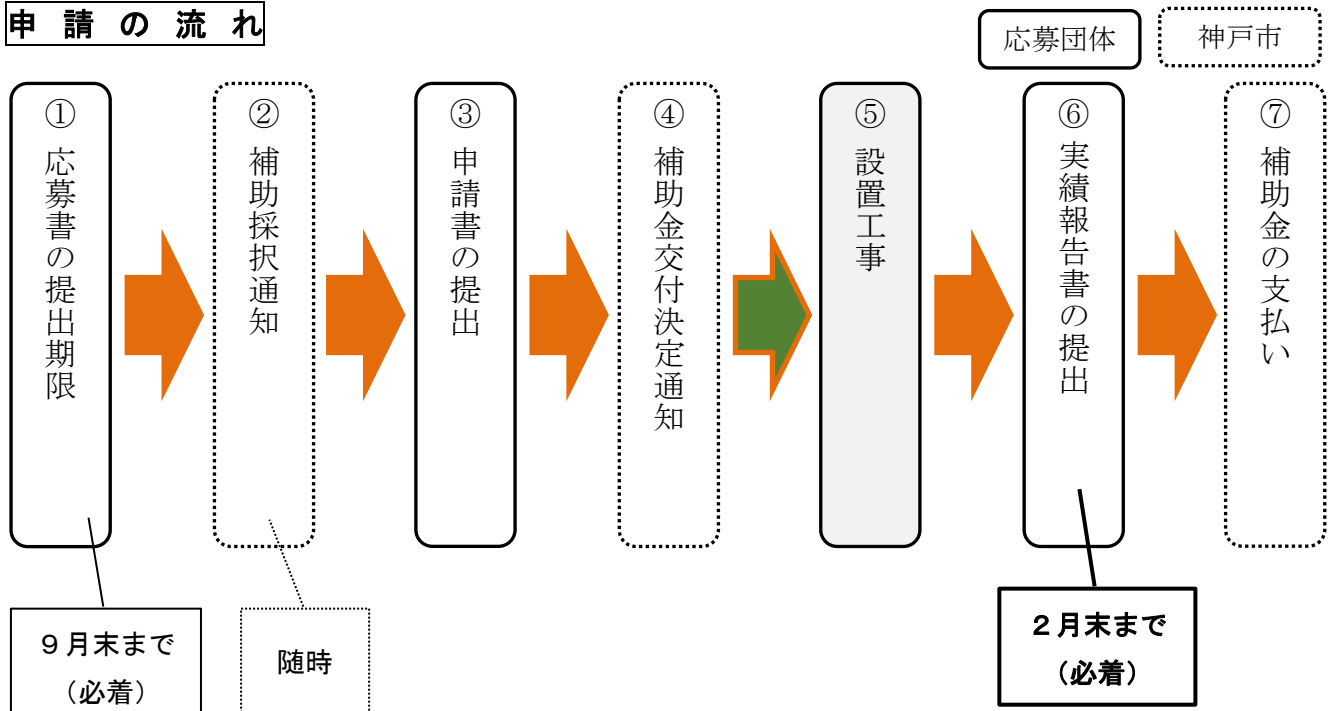 申請の流れ
応募団体
神戸市
①応募書の提出期限
②補助採択通知
③申請書の提出
④補助金交付決定通知
⑤設置工事
⑥実績報告書の提出
⑦補助金の支払い
９月末まで
（必着）
随時
２月末まで
（必着）